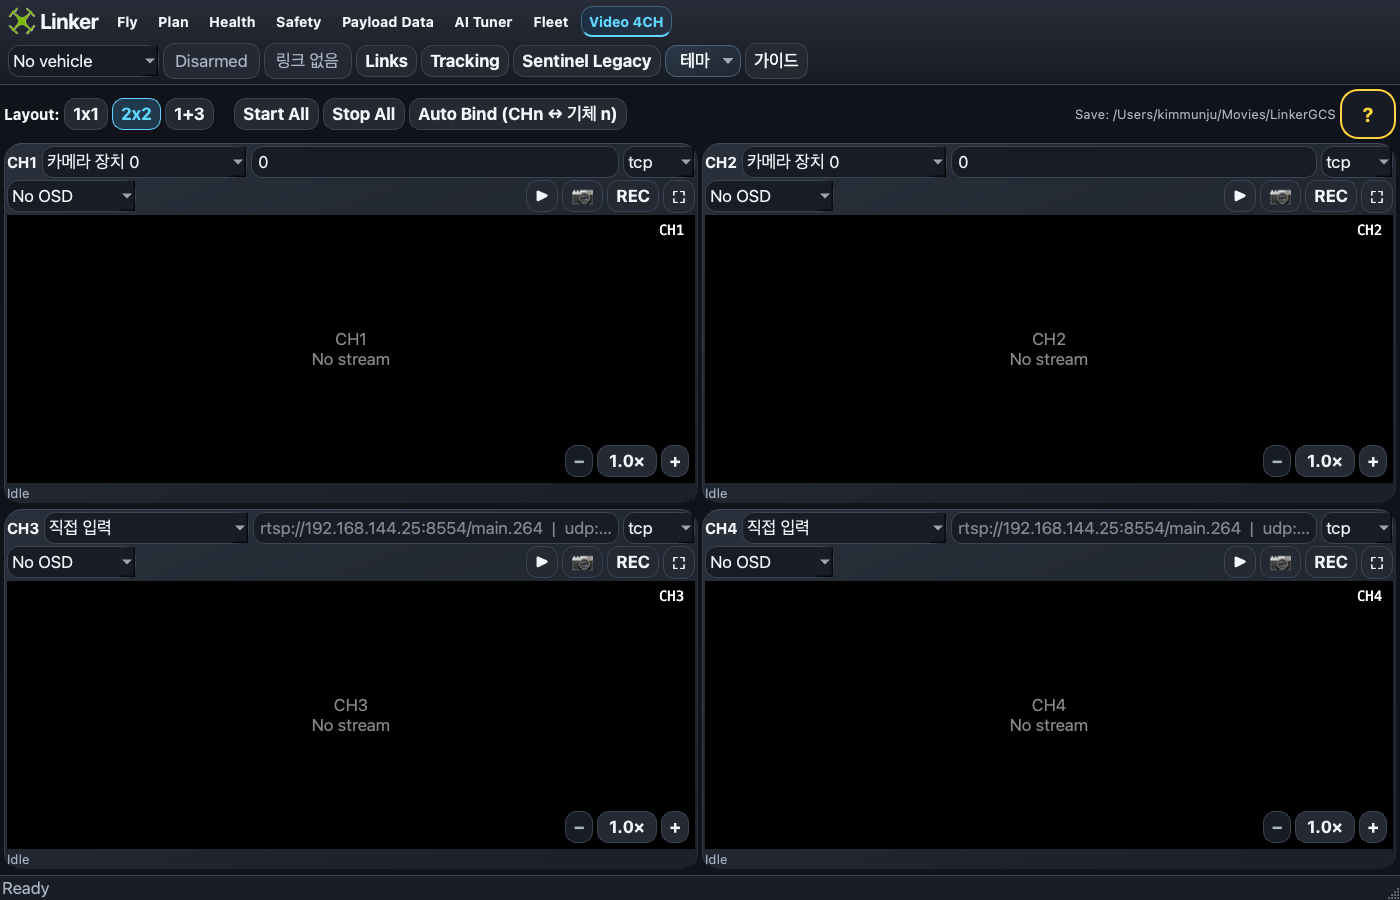 Linker Fly Plan Health Safety Payload Data AI Tuner Fleet Video 4CH
No vehicle Disarmed 링크 없음 Links Tracking Sentinel Legacy 테마 가이드
Layout: 1x1 2x2 1+3 Start All Stop All Auto Bind (CHn ↔ 기체 n) Save: /Users/kimmunju/Movies/LinkerGCS ?
CH1 카메라 장치 0 0 tcp
No OSD ▶ REC
CH1
CH1
No stream
− 1.0× +
Idle
CH2 카메라 장치 0 0 tcp
No OSD ▶ REC
CH2
CH2
No stream
− 1.0× +
Idle
CH3 직접 입력 rtsp://192.168.144.25:8554/main.264 | udp:...
tcp
No OSD ▶ REC
CH3
CH3
No stream
− 1.0× +
Idle
CH4 직접 입력 rtsp://192.168.144.25:8554/main.264 | udp:...
tcp
No OSD ▶ REC
CH4
CH4
No stream
− 1.0× +
Idle
Ready